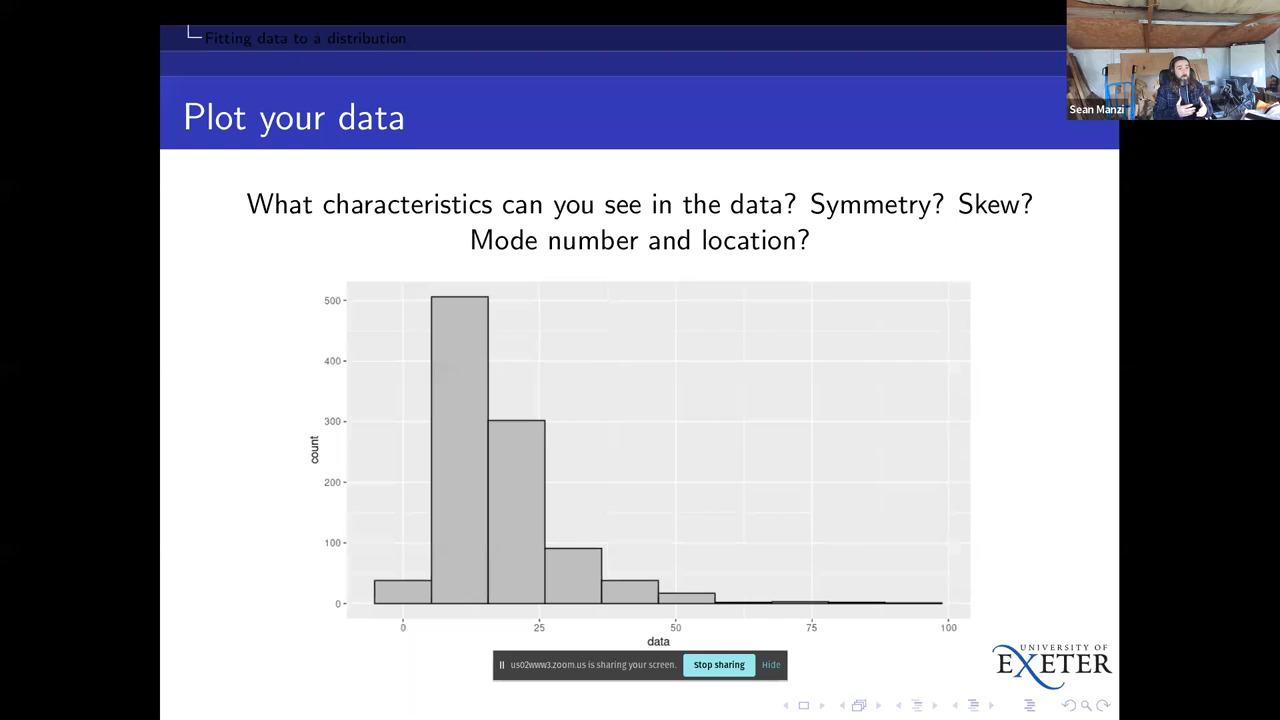 Fitting data to a distribution
Sean Manzi
Plot your data
What characteristics can you see in the data? Symmetry? Skew?
Mode number and location?
500
400
300
200
100
0
count
0 25 50 75 100
data
us02www3.zoom.us is sharing your screen. Stop sharing Hide
UNIVERSITY OF
EXETER